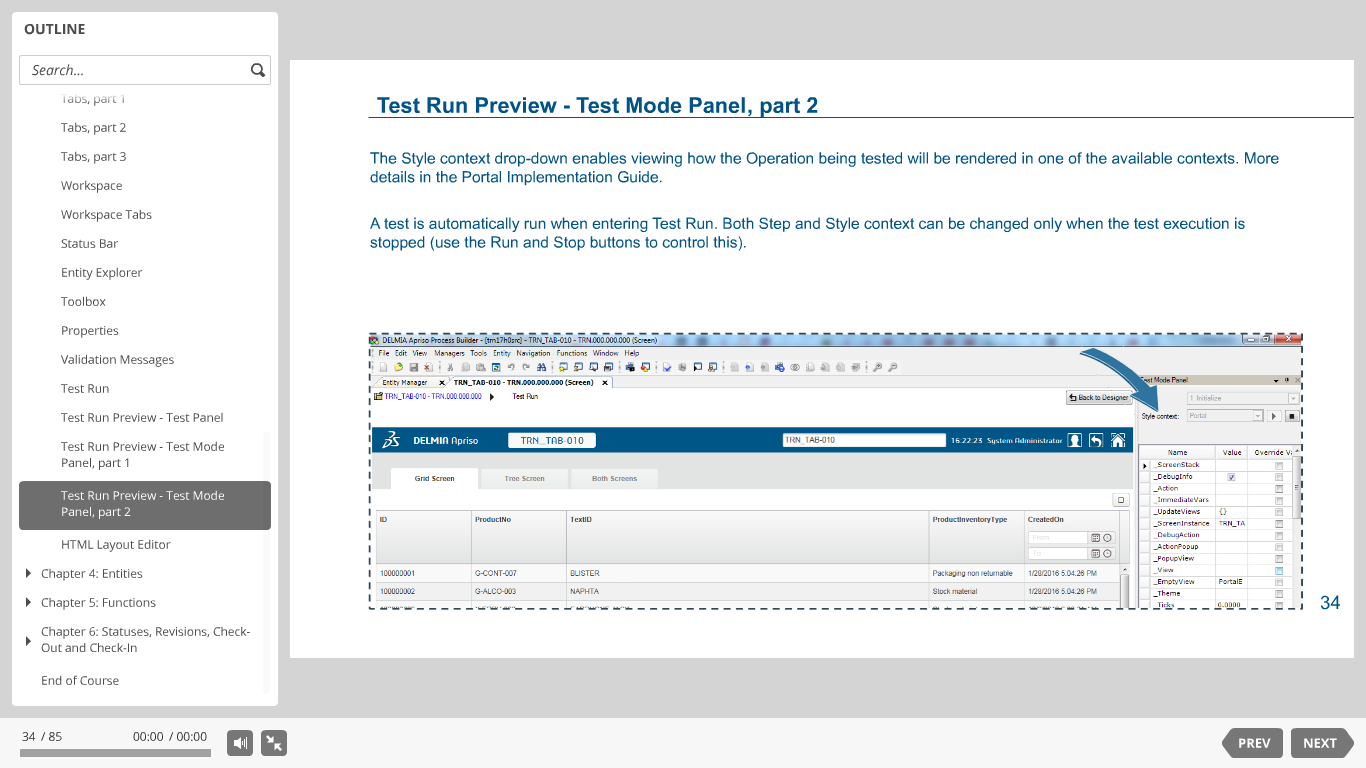 OUTLINE
Search...
Tabs, part 1
Tabs, part 2
Tabs, part 3
Workspace
Workspace Tabs
Status Bar
Entity Explorer
Toolbox
Properties
Validation Messages
Test Run
Test Run Preview - Test Panel
Test Run Preview - Test Mode
Panel, part 1
Test Run Preview - Test Mode
Panel, part 2
HTML Layout Editor
Chapter 4: Entities
Chapter 5: Functions
Chapter 6: Statuses, Revisions, Check-
Out and Check-In
End of Course
Test Run Preview - Test Mode Panel, part 2
The Style context drop-down enables viewing how the Operation being tested will be rendered in one of the available contexts. More
details in the Portal Implementation Guide.
A test is automatically run when entering Test Run. Both Step and Style context can be changed only when the test execution is
stopped (use the Run and Stop buttons to control this).
DELMIA Apriso Process Builder - [trn17h0src] - TRN_TAB-010 - TRN.000.000.000 (Screen)
File Edit View Managers Tools Entity Navigation Functions Window Help
Entity Manager TRN_TAB-010 - TRN.000.000.000 (Screen)
TRN_TAB-010 - TRN.000.000.000 Test Run
Back to Designer
DELMIA Apriso TRN_TAB-010 TRN_TAB-010 16:22:23 System Administrator
Grid Screen Tree Screen Both Screens
ID ProductNo TextID ProductInventoryType CreatedOn
From
To
100000001 G-CONT-007 BLISTER Packaging non returnable 1/28/2016 5:04:26 PM
100000002 G-ALCO-003 NAPHTA Stock material 1/28/2016 5:04:26 PM
Mode Panel
1 Initialize
Style context: Portal
Name Value Override
_ScreenStack
_DebugInfo
_Action
_ImmediateVars
_UpdateViews {}
_ScreenInstance TRN_TA
_DebugAction
_ActionPopup
_PopupView
_View
_EmptyView PortalE
_Theme
Ticks 0.0000
34
34 / 85 00:00 / 00:00
PREV NEXT